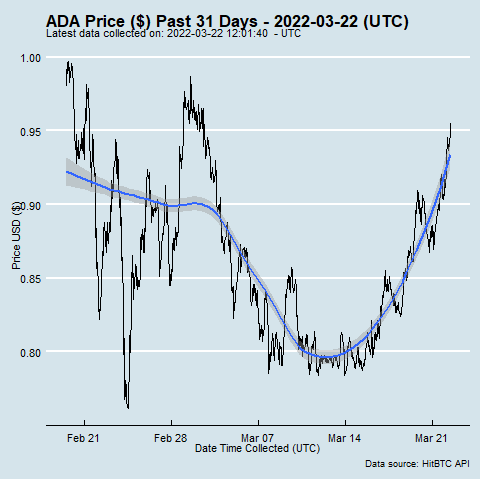 ADA Price ($) Past 31 Days - 2022-03-22 (UTC)
Latest data collected on: 2022-03-22 12:01:40 - UTC
1.00
0.95
0.90
0.85
0.80
Price USD ($)
Feb 21 Feb 28 Mar 07 Mar 14 Mar 21
Date Time Collected (UTC)
Data source: HitBTC API